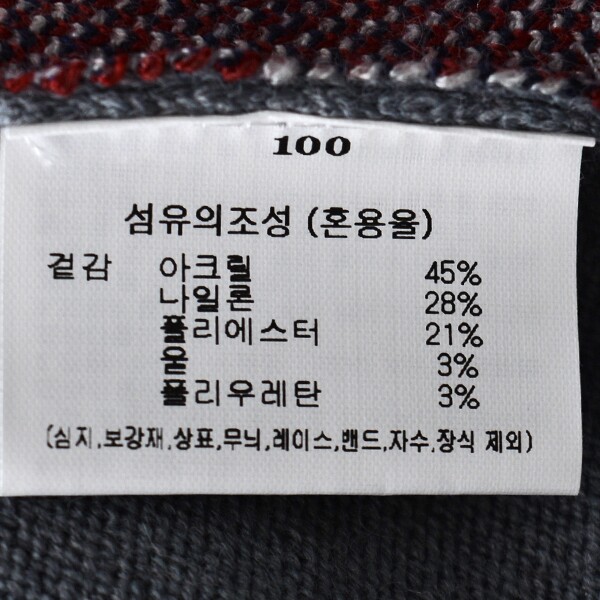 100
섬유의조성 (혼용율)
겉감 아크릴 45%
나일론 28%
폴리에스터 21%
울 3%
폴리우레탄 3%
(심지,보강재,상표,무늬,레이스,밴드,자수,장식 제외)